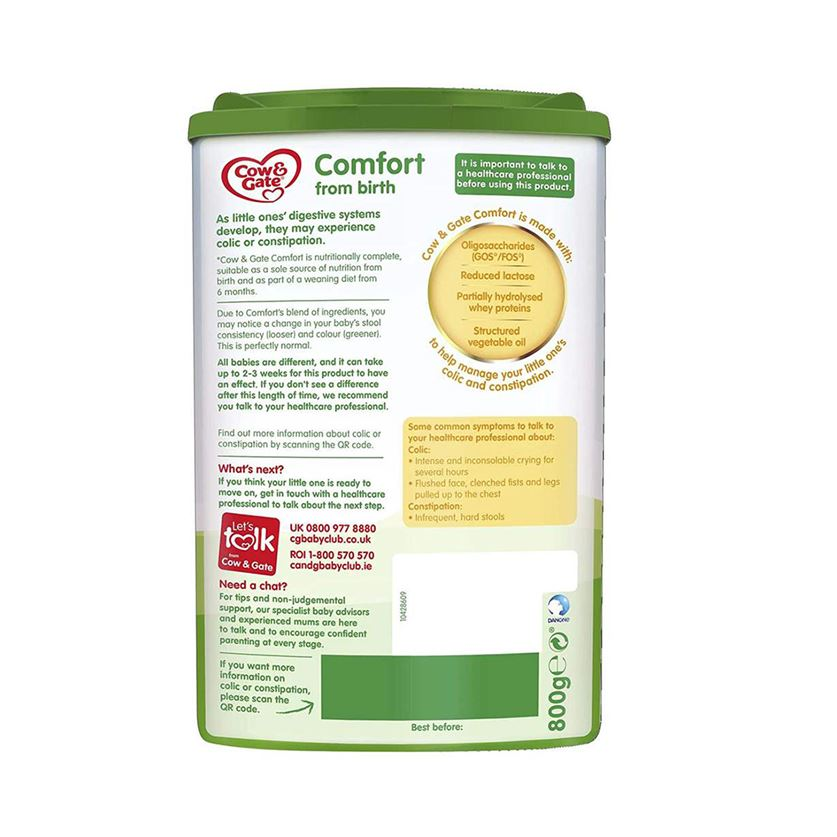 Cow &
Gate®
Comfort
from birth
It is important to talk to
a healthcare professional
before using this product.
As little ones' digestive systems
develop, they may experience
colic or constipation.
*Cow & Gate Comfort is nutritionally complete,
suitable as a sole source of nutrition from
birth and as part of a weaning diet from
6 months.
Due to Comfort's blend of ingredients, you
may notice a change in your baby's stool
consistency (looser) and colour (greener).
This is perfectly normal.
All babies are different, and it can take
up to 2-3 weeks for this product to have
an effect. If you don't see a difference
after this length of time, we recommend
you talk to your healthcare professional.
Find out more information about colic or
constipation by scanning the QR code.
What's next?
If you think your little one is ready to
move on, get in touch with a healthcare
professional to talk about the next step.
Let's
talk
from
Cow & Gate
UK 0800 977 8880
cgbabyclub.co.uk
ROI 1-800 570 570
candgbabyclub.ie
Need a chat?
For tips and non-judgemental
support, our specialist baby advisors
and experienced mums are here
to talk and to encourage confident
parenting at every stage.
If you want more
information on
colic or constipation,
please scan the
QR code.
Cow & Gate Comfort is made with:
Oligosaccharides
(GOS®/FOS®)
Reduced lactose
Partially hydrolysed
whey proteins
Structured
vegetable oil
to help manage your little one's
colic and constipation.
Some common symptoms to talk to
your healthcare professional about:
Colic:
• Intense and inconsolable crying for
several hours
• Flushed face, clenched fists and legs
pulled up to the chest
Constipation:
• Infrequent, hard stools
10428609
DANONE
800g℮
Best before: